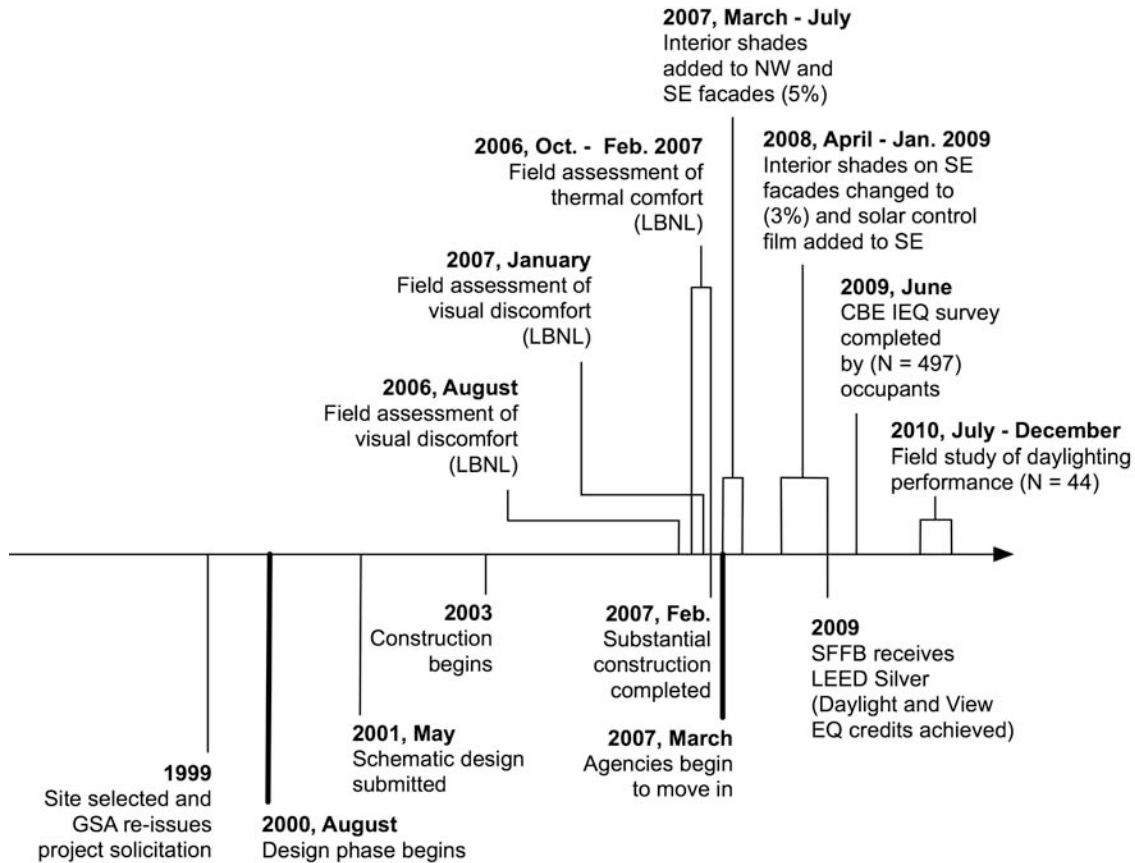 2007, March - July
Interior shades
added to NW and
SE facades (5%)
2006, Oct. - Feb. 2007
Field assessment of
thermal comfort
(LBNL)
2008, April - Jan. 2009
Interior shades on SE
facades changed to
(3%) and solar control
film added to SE
2007, January
Field assessment of
visual discomfort
(LBNL)
2009, June
CBE IEQ survey
completed
by (N = 497)
occupants
2006, August
Field assessment of
visual discomfort
(LBNL)
2010, July - December
Field study of daylighting
performance (N = 44)
1999
Site selected and
GSA re-issues
project solicitation
2000, August
Design phase begins
2001, May
Schematic design
submitted
2003
Construction
begins
2007, Feb.
Substantial
construction
completed
2007, March
Agencies begin
to move in
2009
SFFB receives
LEED Silver
(Daylight and View
EQ credits achieved)